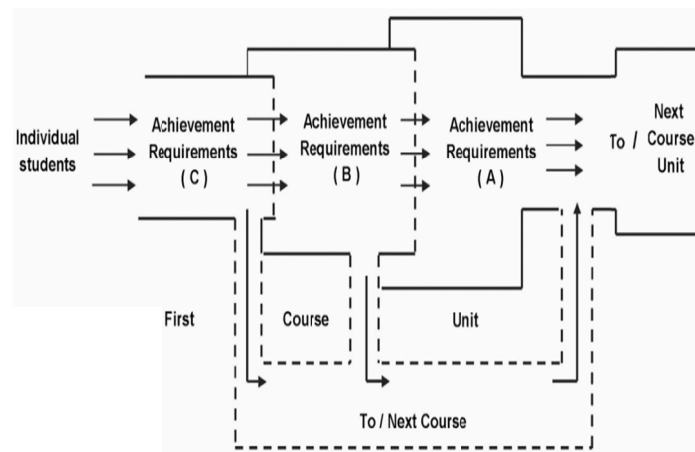 Individual
students
Achievement
Requirements
( C )
Achievement
Requirements
( B )
Achievement
Requirements
( A )
Next
To / Course
Unit
First
Course
Unit
To / Next Course